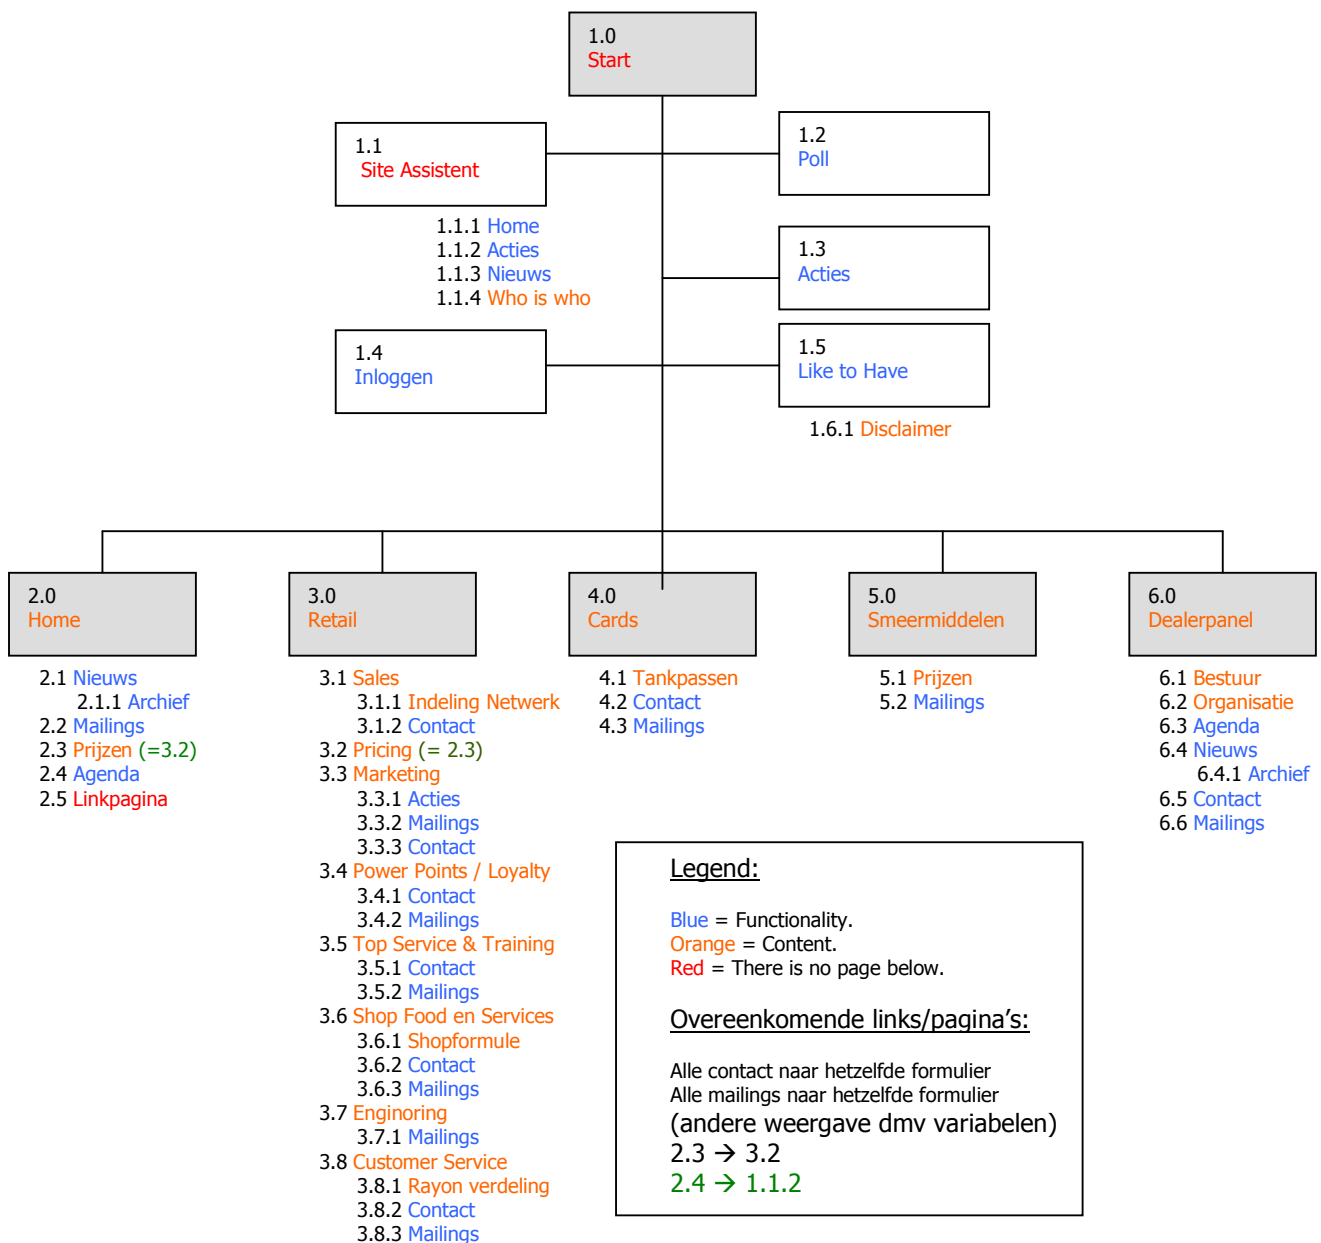 1.0
Start
1.1
Site Assistent
1.2
Poll
1.1.1 Home
1.1.2 Acties
1.1.3 Nieuws
1.1.4 Who is who
1.3
Acties
1.4
Inloggen
1.5
Like to Have
1.6.1 Disclaimer
2.0
Home
2.1 Nieuws
2.1.1 Archief
2.2 Mailings
2.3 Prijzen (=3.2)
2.4 Agenda
2.5 Linkpagina
3.0
Retail
3.1 Sales
3.1.1 Indeling Netwerk
3.1.2 Contact
3.2 Pricing (= 2.3)
3.3 Marketing
3.3.1 Acties
3.3.2 Mailings
3.3.3 Contact
3.4 Power Points / Loyalty
3.4.1 Contact
3.4.2 Mailings
3.5 Top Service & Training
3.5.1 Contact
3.5.2 Mailings
3.6 Shop Food en Services
3.6.1 Shopformule
3.6.2 Contact
3.6.3 Mailings
3.7 Enginoring
3.7.1 Mailings
3.8 Customer Service
3.8.1 Rayon verdeling
3.8.2 Contact
3.8.3 Mailings
4.0
Cards
4.1 Tankpassen
4.2 Contact
4.3 Mailings
5.0
Smeermiddelen
5.1 Prijzen
5.2 Mailings
6.0
Dealerpanel
6.1 Bestuur
6.2 Organisatie
6.3 Agenda
6.4 Nieuws
6.4.1 Archief
6.5 Contact
6.6 Mailings
Legend:
Blue = Functionality.
Orange = Content.
Red = There is no page below.
Overeenkomende links/pagina's:
Alle contact naar hetzelfde formulier
Alle mailings naar hetzelfde formulier
(andere weergave dmv variabelen)
2.3 → 3.2
2.4 → 1.1.2